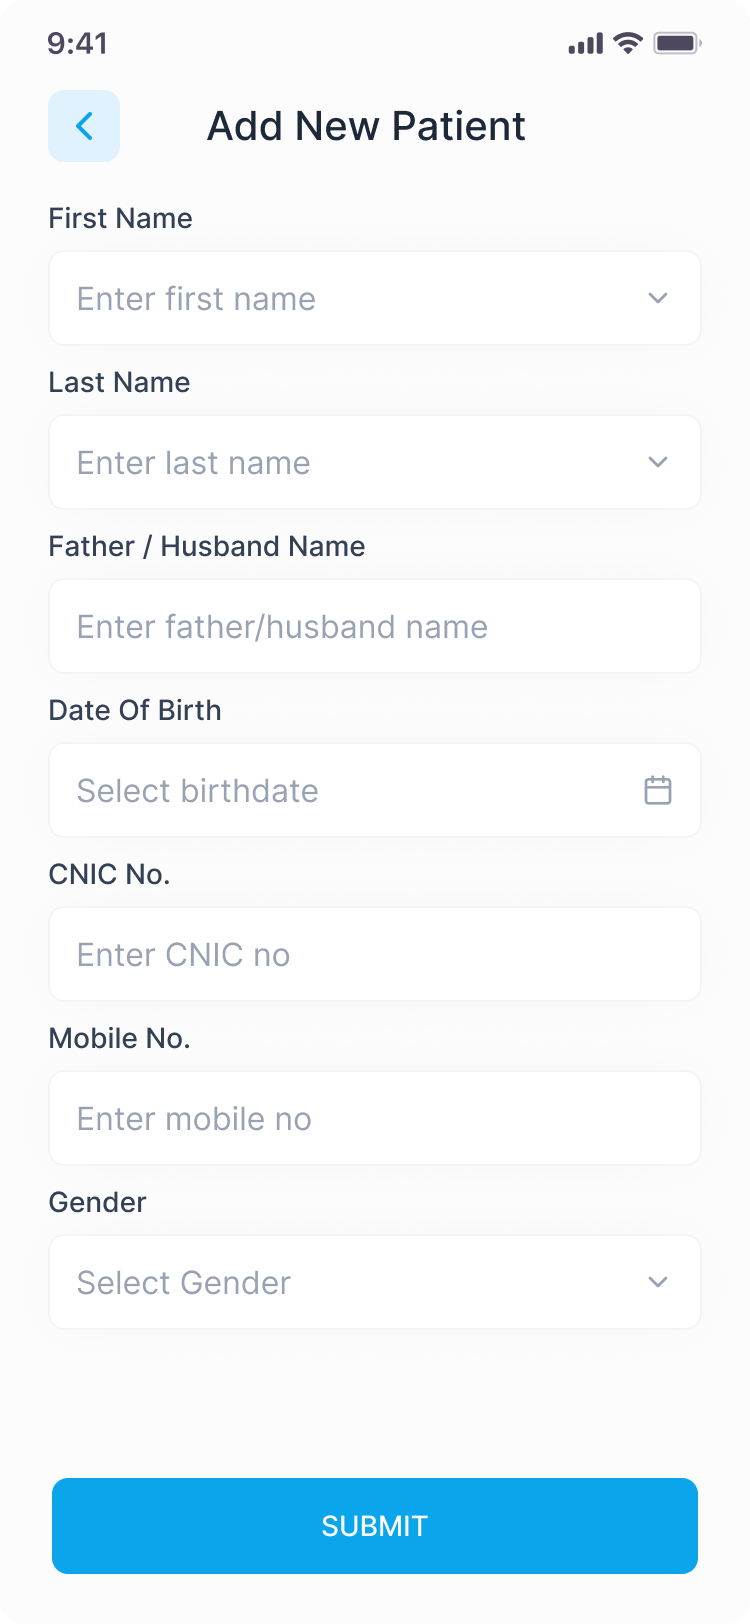 9:41
Add New Patient
First Name
Enter first name
Last Name
Enter last name
Father / Husband Name
Enter father/husband name
Date Of Birth
Select birthdate
CNIC No.
Enter CNIC no
Mobile No.
Enter mobile no
Gender
Select Gender
SUBMIT